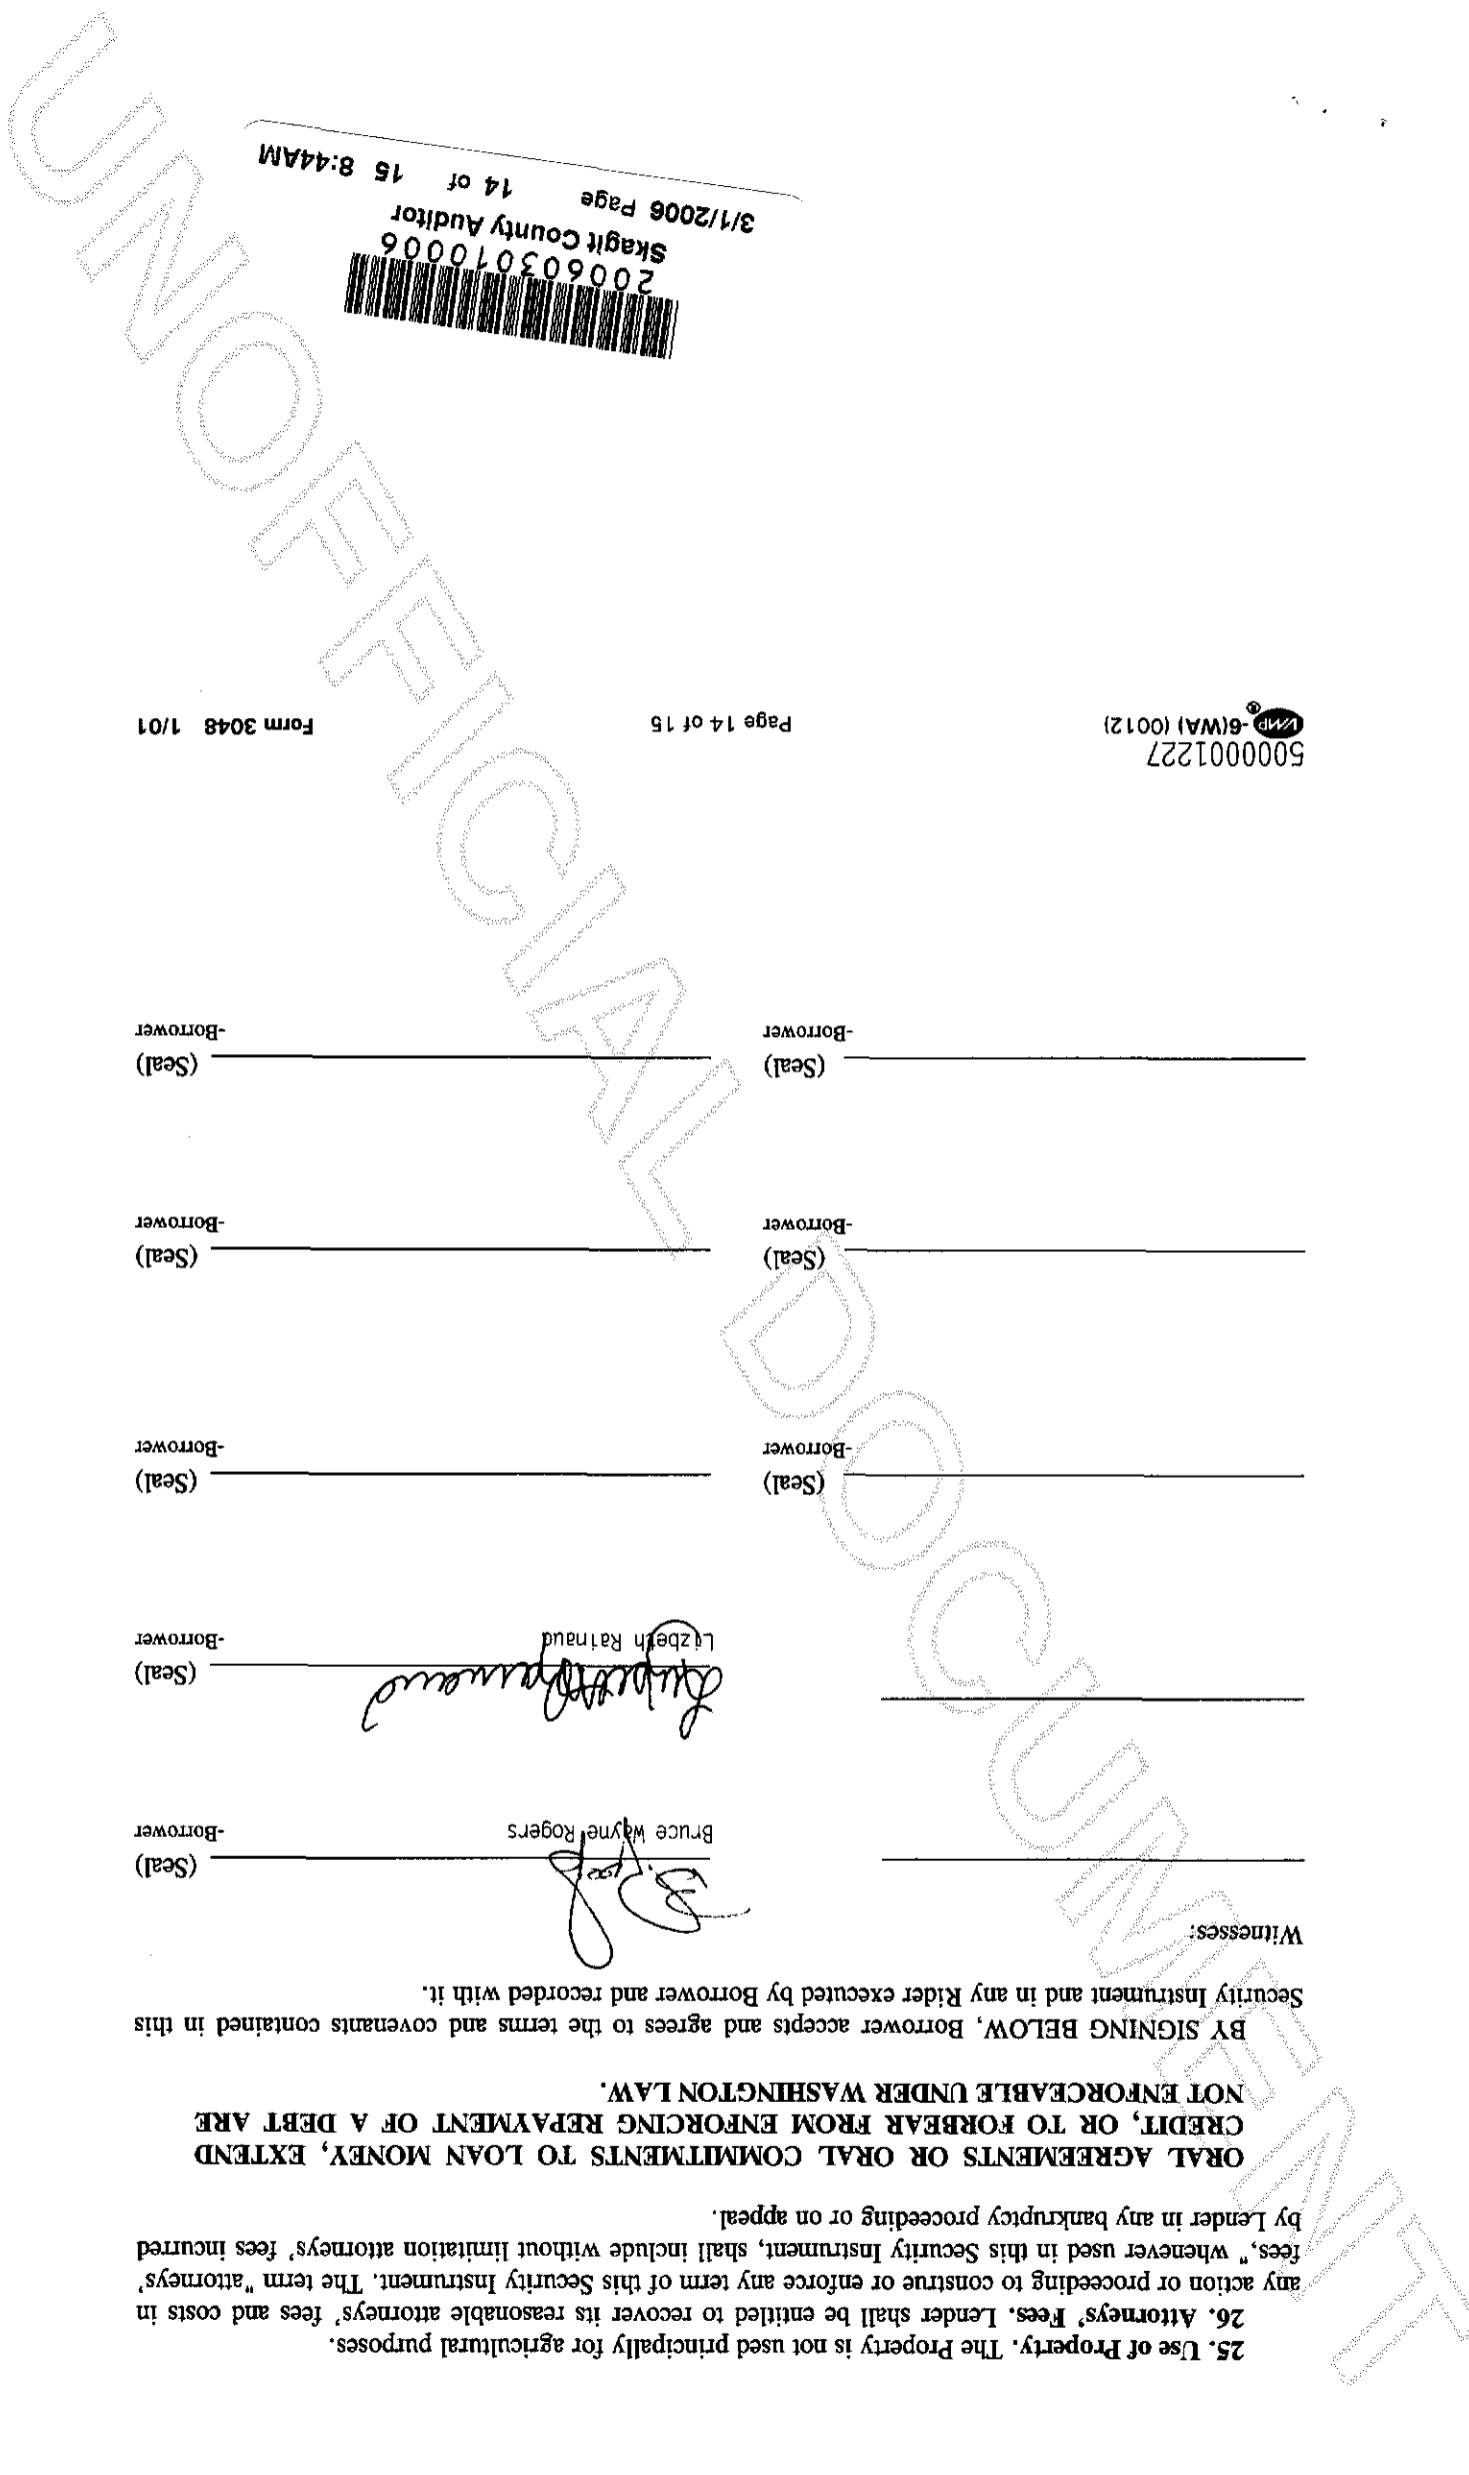 25. Use of Property. The Property is not used principally for agricultural purposes.
26. Attorneys' Fees. Lender shall be entitled to recover its reasonable attorneys' fees and costs in
any action or proceeding to construe or enforce any term of this Security Instrument. The term "attorneys'
fees," whenever used in this Security Instrument, shall include without limitation attorneys' fees incurred
by Lender in any bankruptcy proceeding or on appeal.
ORAL AGREEMENTS OR ORAL COMMITMENTS TO LOAN MONEY, EXTEND
CREDIT, OR TO FORBEAR FROM ENFORCING REPAYMENT OF A DEBT ARE
NOT ENFORCEABLE UNDER WASHINGTON LAW.
BY SIGNING BELOW, Borrower accepts and agrees to the terms and covenants contained in this
Security Instrument and in any Rider executed by Borrower and recorded with it.
Witnesses:
(Seal)
Bruce Wayne Rogers -Borrower
(Seal)
Lizbeth Rainaud -Borrower
(Seal) (Seal)
-Borrower -Borrower
(Seal) (Seal)
-Borrower -Borrower
(Seal) (Seal)
-Borrower -Borrower
5000001227
VMP -6(WA) (0012) Page 14 of 15 Form 3048 1/01
200603010006
Skagit County Auditor
3/1/2006 Page 14 of 15 8:44AM
UNOFFICIAL DOCUMENT